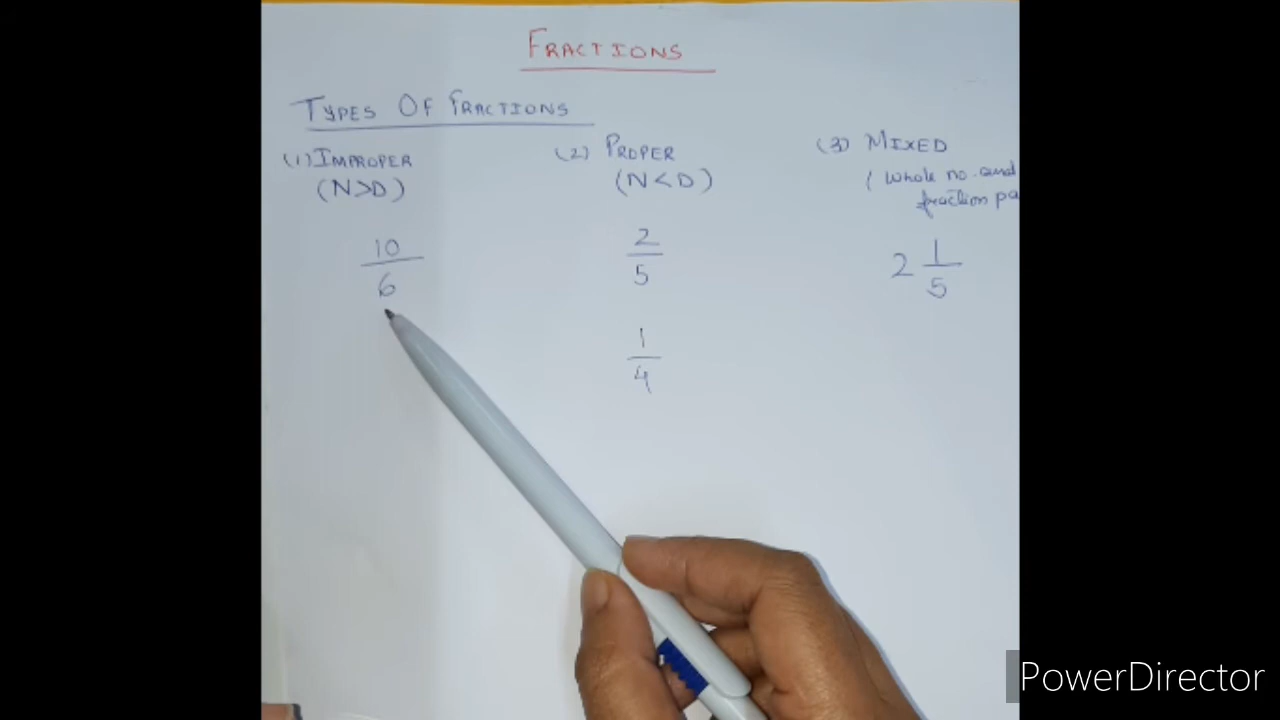 FRACTIONS
TYPES OF FRACTIONS
(1) IMPROPER
(N>D)
10
6
(2) PROPER
(N<D)
2
5
1
4
(3) MIXED
( Whole no. and
fraction pa
2 1
5
PowerDirector